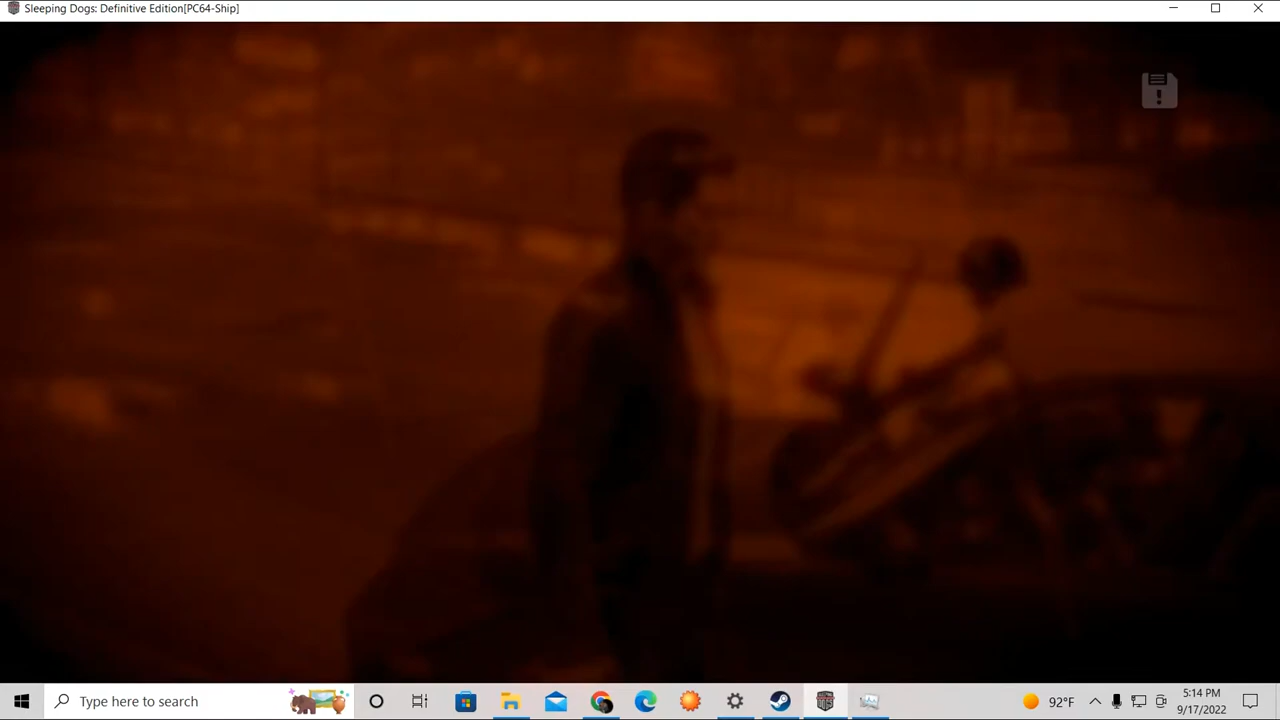 Sleeping Dogs: Definitive Edition[PC64-Ship]
Type here to search
92°F
5:14 PM
9/17/2022